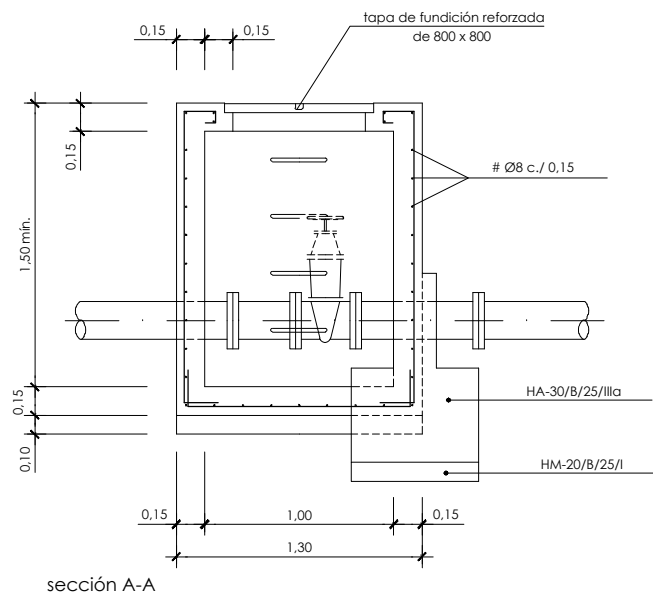 tapa de fundición reforzada
de 800 x 800
0,15
0,15
0,15
# Ø8 c./ 0,15
1,50 mín.
0,15
0,10
HA-30/B/25/IIIa
HM-20/B/25/I
0,15
1,00
0,15
1,30
sección A-A